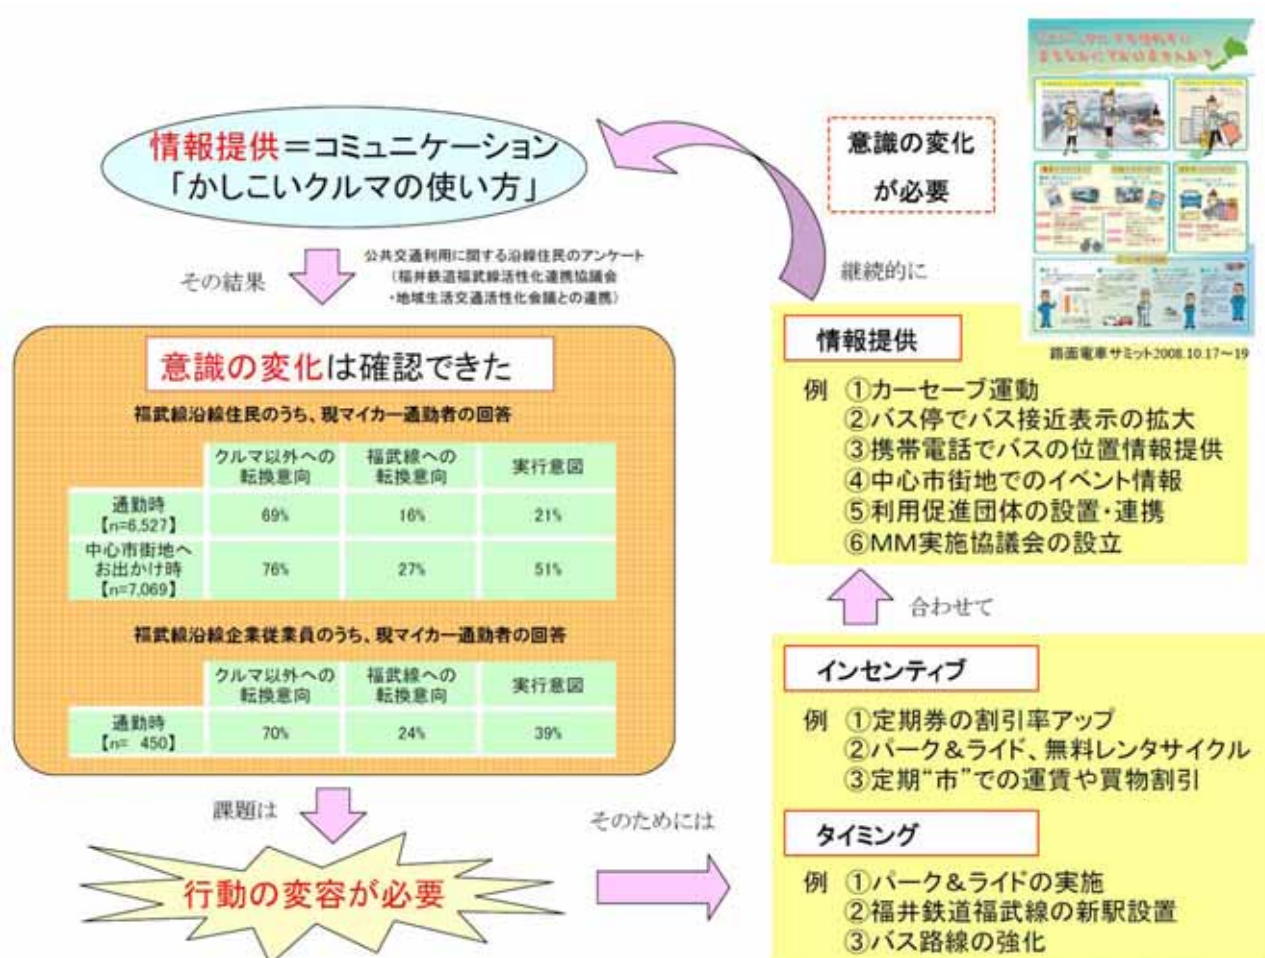 情報提供＝コミュニケーション
「かしこいクルマの使い方」
意識の変化
が必要
その結果
公共交通利用に関する沿線住民のアンケート
（福井鉄道福武線活性化連携協議会
・地域生活交通活性化会議との連携）
継続的に
路面電車サミット2008.10.17～19
意識の変化は確認できた
福武線沿線住民のうち、現マイカー通勤者の回答
クルマ以外への
転換意向
福武線への
転換意向
実行意図
通勤時
【n=6,527】
69%
16%
21%
中心市街地へ
お出かけ時
【n=7,069】
76%
27%
51%
福武線沿線企業従業員のうち、現マイカー通勤者の回答
クルマ以外への
転換意向
福武線への
転換意向
実行意図
通勤時
【n= 450】
70%
24%
39%
課題は
行動の変容が必要
そのためには
情報提供
例 ①カーセーブ運動
②バス停でバス接近表示の拡大
③携帯電話でバスの位置情報提供
④中心市街地でのイベント情報
⑤利用促進団体の設置・連携
⑥MM実施協議会の設立
合わせて
インセンティブ
例 ①定期券の割引率アップ
②パーク&ライド、無料レンタサイクル
③定期“市”での運賃や買物割引
タイミング
例 ①パーク&ライドの実施
②福井鉄道福武線の新駅設置
③バス路線の強化